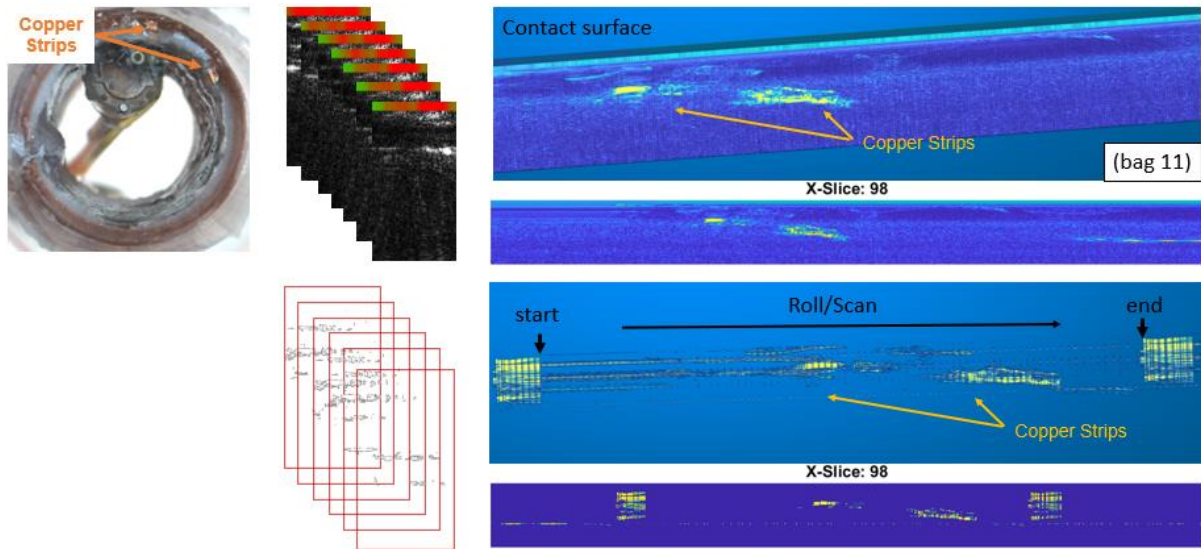 Copper
Strips
Contact surface
Copper Strips
(bag 11)
X-Slice: 98
start
Roll/Scan
end
Copper Strips
X-Slice: 98